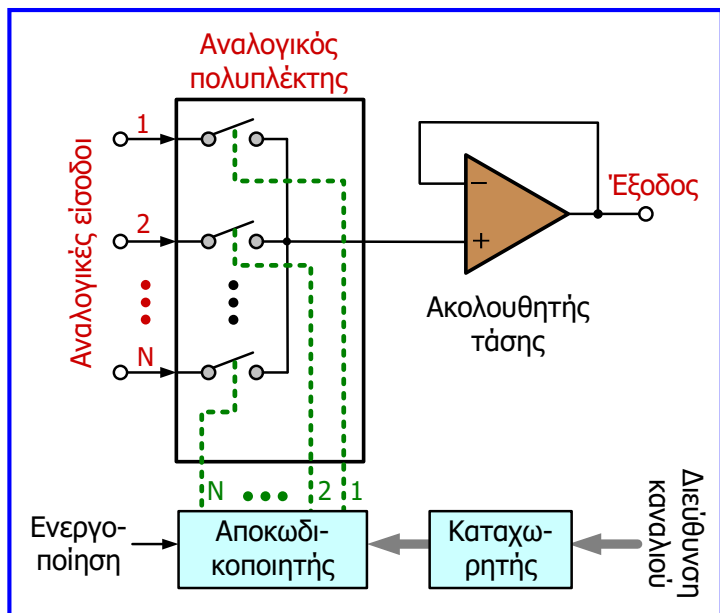 Αναλογικός
πολυπλέκτης
Αναλογικές είσοδοι
1
2
N
Έξοδος
Ακολουθητής
τάσης
N
2
1
Ενεργο-
ποίηση
Αποκωδι-
κοποιητής
Καταχω-
ρητής
Διεύθυνση
καναλιού